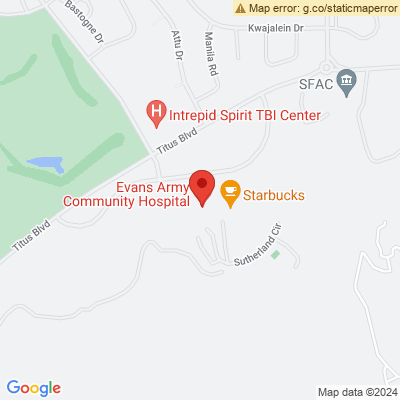 Map error: g.co/staticmaperror
Bastogne Dr
Attu Dr
Manila Rd
Kwajalein Dr
SFAC
Intrepid Spirit TBI Center
Titus Blvd
Evans Army
Community Hospital
Starbucks
Titus Blvd
Sutherland Cir
Google
Map data ©2024